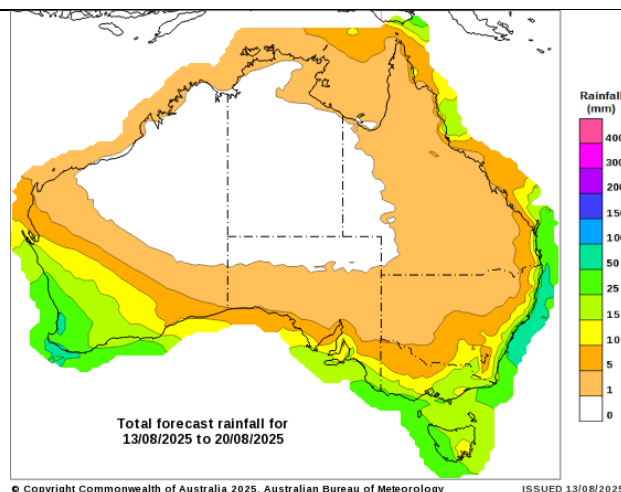 Rainfall
(mm)
400
300
200
150
100
50
25
15
10
5
1
0
Total forecast rainfall for
13/08/2025 to 20/08/2025
© Copyright Commonwealth of Australia 2025, Australian Bureau of Meteorology
ISSUED 13/08/2025